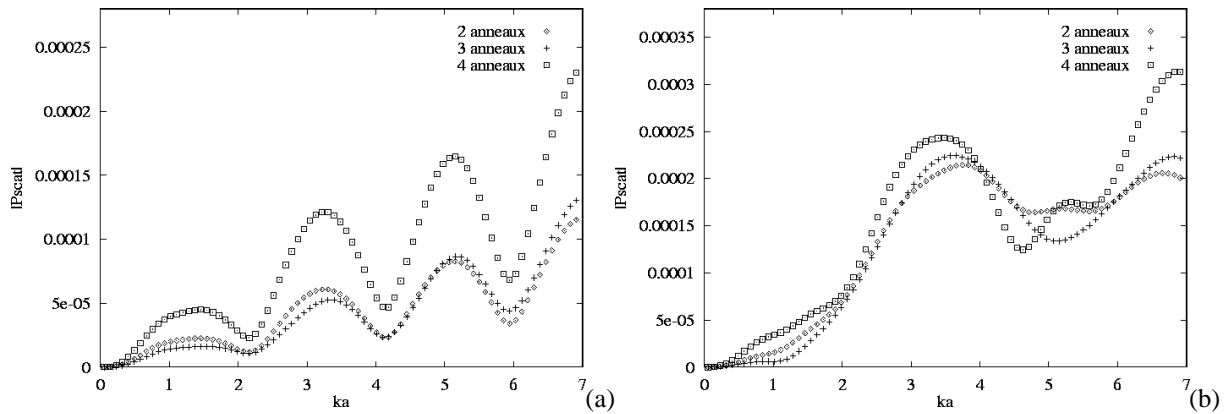 0.00025
0.0002
0.00015
0.0001
5e-05
0
|Pscat|
0 1 2 3 4 5 6 7
ka
2 anneaux
3 anneaux
4 anneaux
(a)
0.00035
0.0003
0.00025
0.0002
0.00015
0.0001
5e-05
0
|Pscat|
0 1 2 3 4 5 6 7
ka
2 anneaux
3 anneaux
4 anneaux
(b)